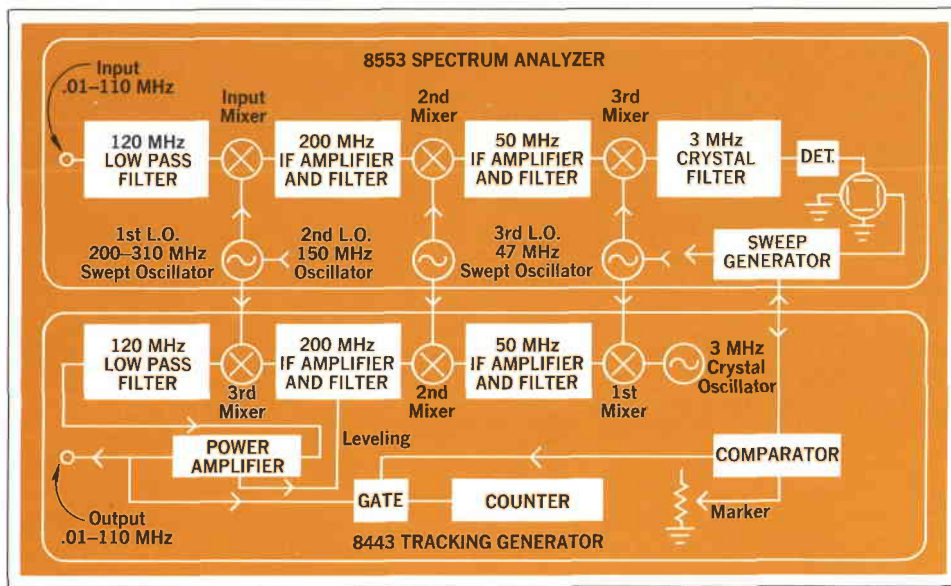 8553 SPECTRUM ANALYZER
Input
.01–110 MHz
Input
Mixer
2nd
Mixer
3rd
Mixer
120 MHz
LOW PASS
FILTER
200 MHz
IF AMPLIFIER
AND FILTER
50 MHz
IF AMPLIFIER
AND FILTER
3 MHz
CRYSTAL
FILTER
DET.
1st L.O.
200–310 MHz
Swept Oscillator
2nd L.O.
150 MHz
Oscillator
3rd L.O.
47 MHz
Swept Oscillator
SWEEP
GENERATOR
120 MHz
LOW PASS
FILTER
3rd
Mixer
200 MHz
IF AMPLIFIER
AND FILTER
2nd
Mixer
50 MHz
IF AMPLIFIER
AND FILTER
1st
Mixer
3 MHz
Crystal
Oscillator
Leveling
POWER
AMPLIFIER
COMPARATOR
GATE
COUNTER
Marker
Output
.01–110 MHz
8443 TRACKING GENERATOR